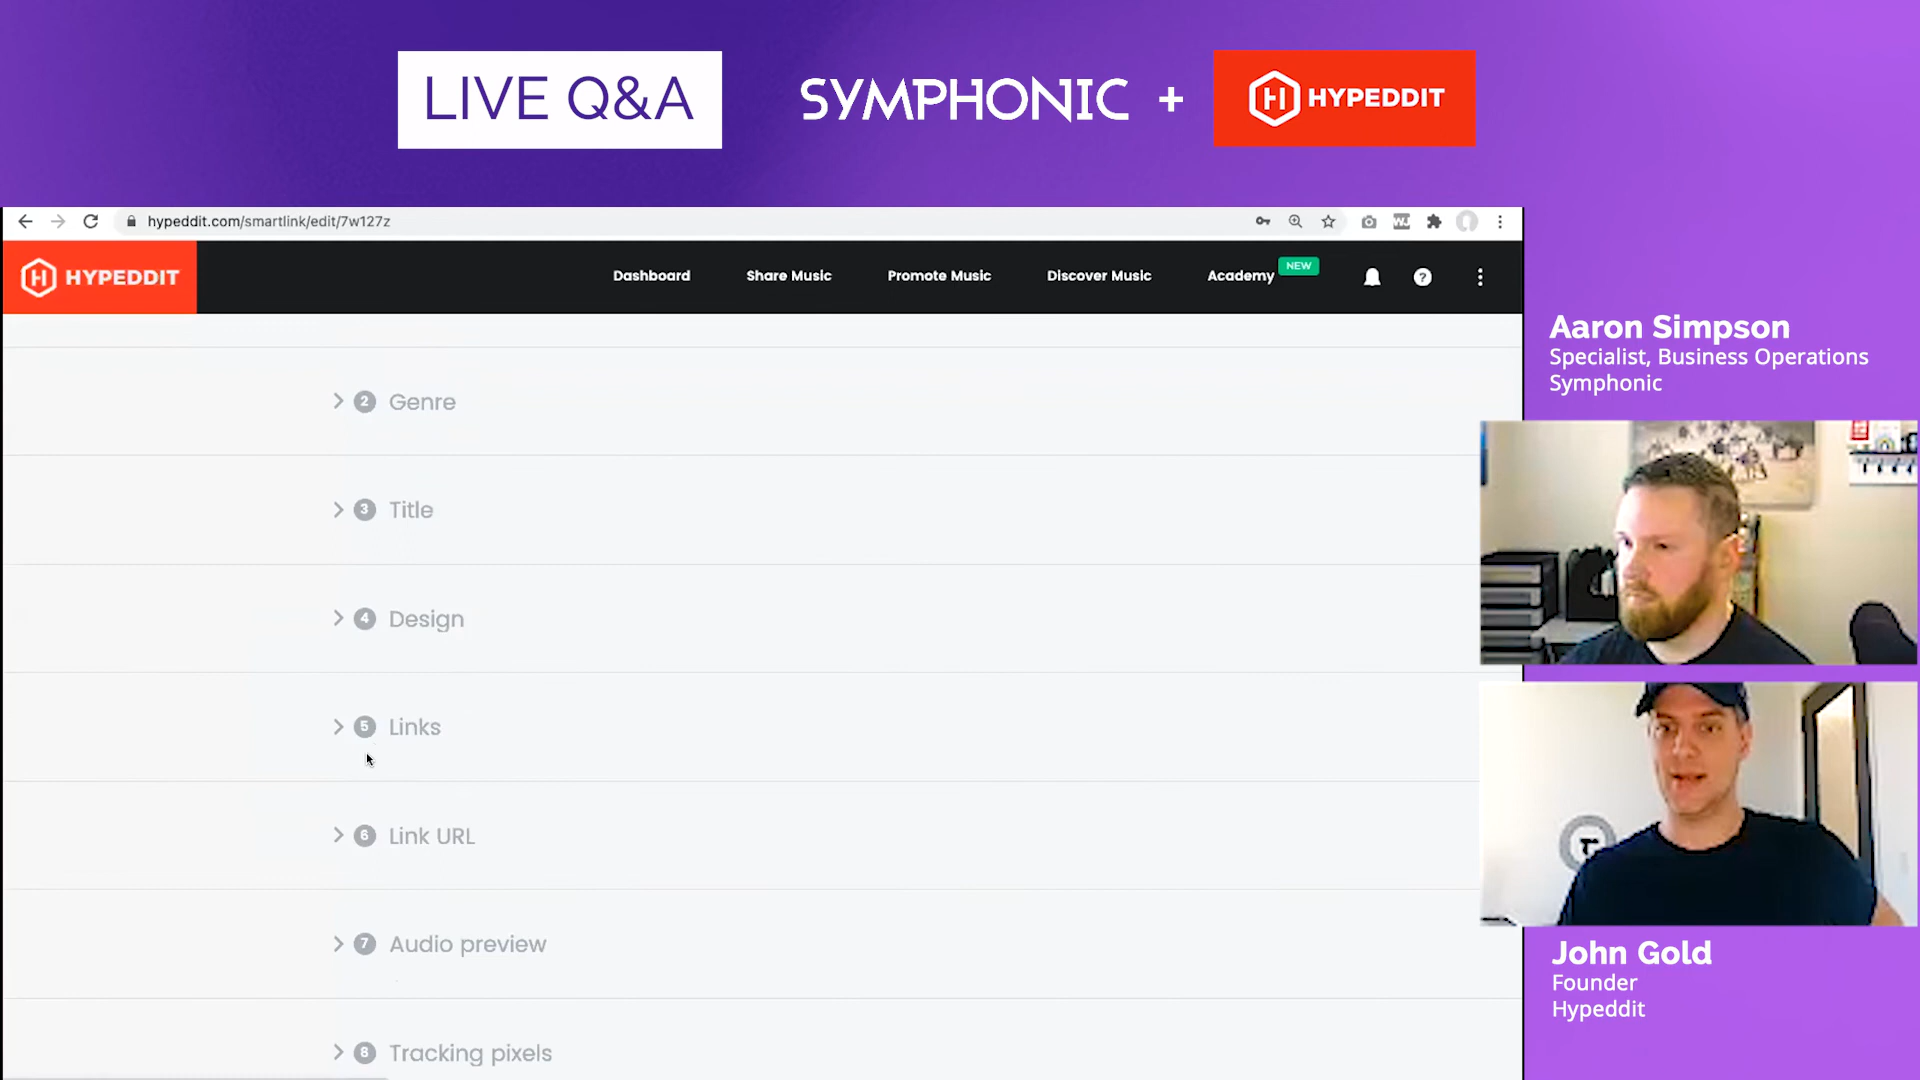 LIVE Q&A
SYMPHONIC + HYPEDDIT
hypeddit.com/smartlink/edit/7w127z
HYPEDDIT
Dashboard
Share Music
Promote Music
Discover Music
Academy
NEW
2 Genre
3 Title
4 Design
5 Links
6 Link URL
7 Audio preview
8 Tracking pixels
Aaron Simpson
Specialist, Business Operations
Symphonic
John Gold
Founder
Hypeddit